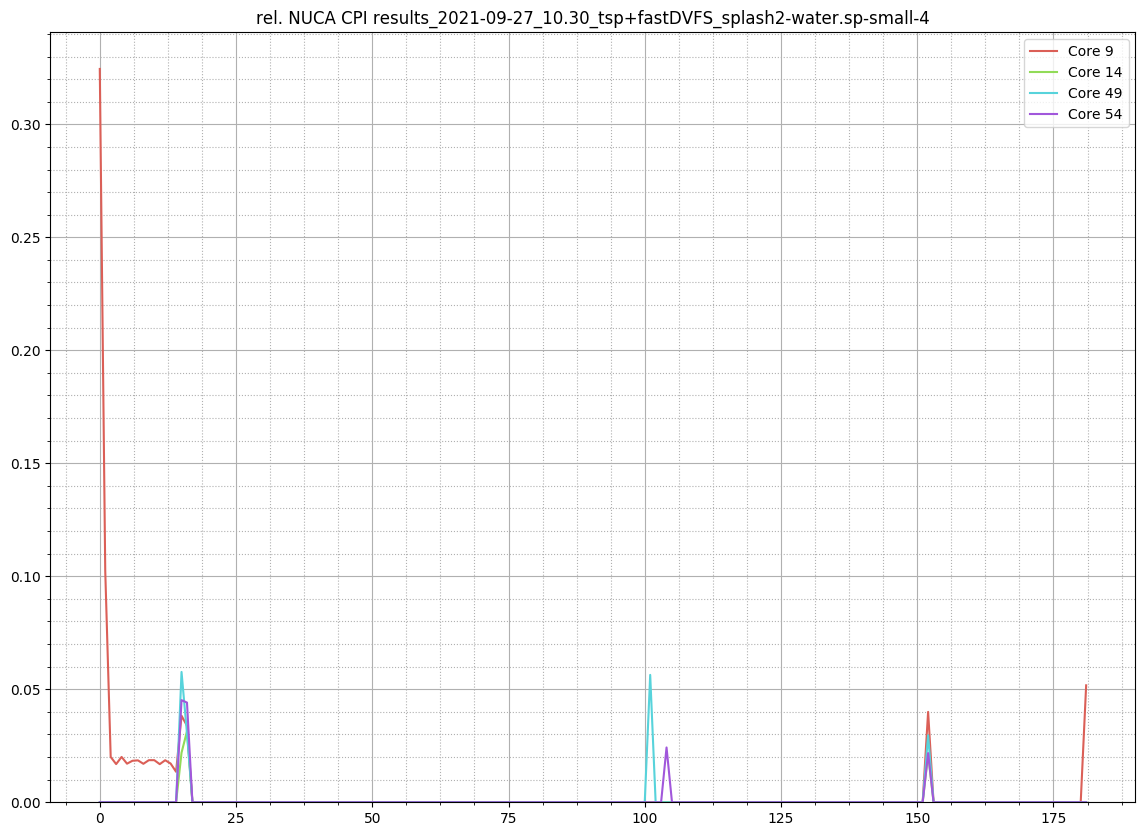 rel. NUCA CPI results_2021-09-27_10.30_tsp+fastDVFS_splash2-water.sp-small-4
Core 9
Core 14
Core 49
Core 54
0.30
0.25
0.20
0.15
0.10
0.05
0.00
0 25 50 75 100 125 150 175